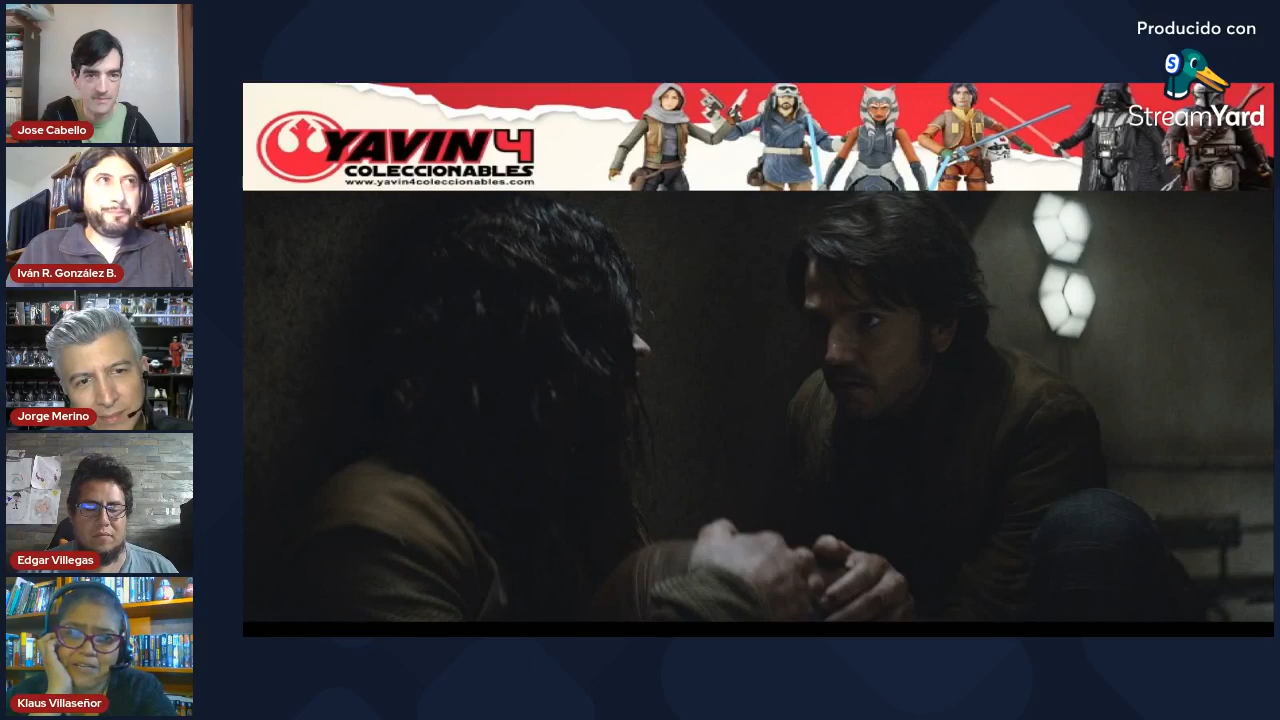 Jose Cabello
Iván R. González B.
Jorge Merino
Edgar Villegas
Klaus Villaseñor
YAVIN 4
COLECCIONABLES
www.yavin4coleccionables.com
Producido con
S
StreamYard